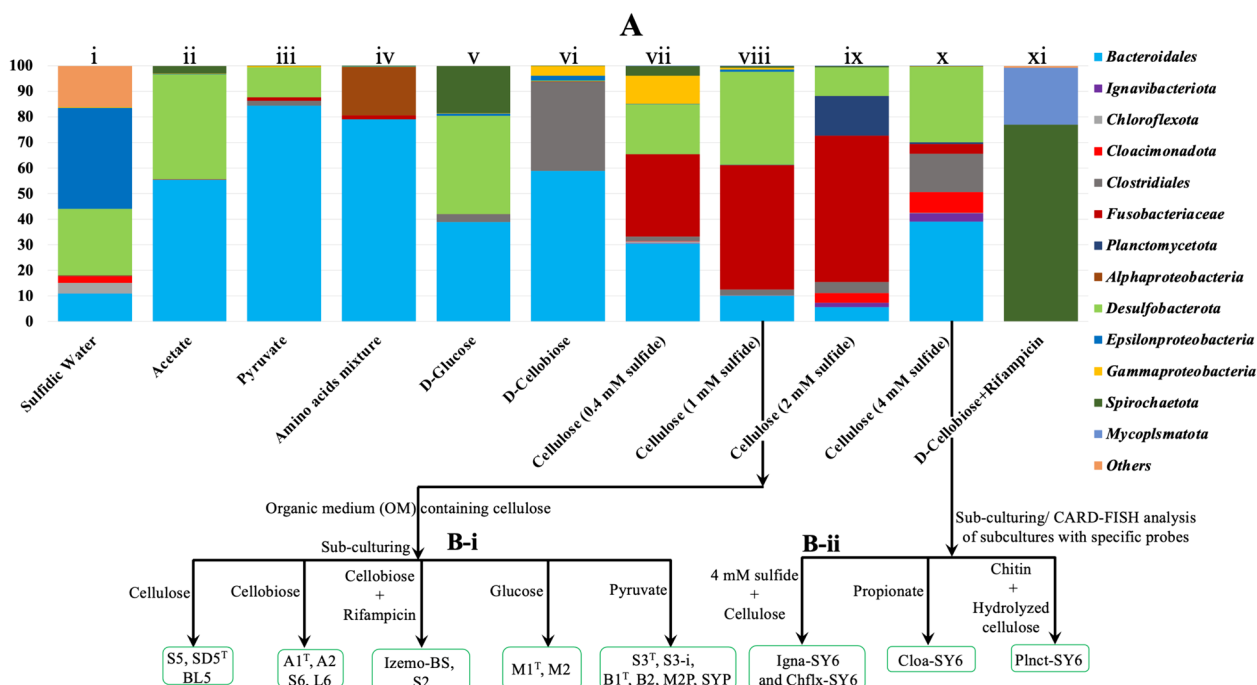 A
i ii iii iv v vi vii viii ix x xi
100
90
80
70
60
50
40
30
20
10
0
Sulfidic Water
Acetate
Pyruvate
Amino acids mixture
D-Glucose
D-Cellobiose
Cellulose (0.4 mM sulfide)
Cellulose (1 mM sulfide)
Cellulose (2 mM sulfide)
Cellulose (4 mM sulfide)
D-Cellobiose+Rifampicin
Bacteroidales
Ignavibacteriota
Chloroflexota
Cloacimonadota
Clostridiales
Fusobacteriaceae
Planctomycetota
Alphaproteobacteria
Desulfobacterota
Epsilonproteobacteria
Gammaproteobacteria
Spirochaetota
Mycoplsmatota
Others
Organic medium (OM) containing cellulose
Sub-culturing
B-i
Cellulose
Cellobiose
Cellobiose
+
Rifampicin
Glucose
Pyruvate
S5, SD5ᵀ
BL5
A1ᵀ, A2
S6, L6
Izemo-BS,
S2
M1ᵀ, M2
S3ᵀ, S3-i,
B1ᵀ, B2, M2P, SYP
Sub-culturing/ CARD-FISH analysis
of subcultures with specific probes
B-ii
4 mM sulfide
+
Cellulose
Propionate
Chitin
+
Hydrolyzed
cellulose
Igna-SY6
and Chflx-SY6
Cloa-SY6
Plnct-SY6